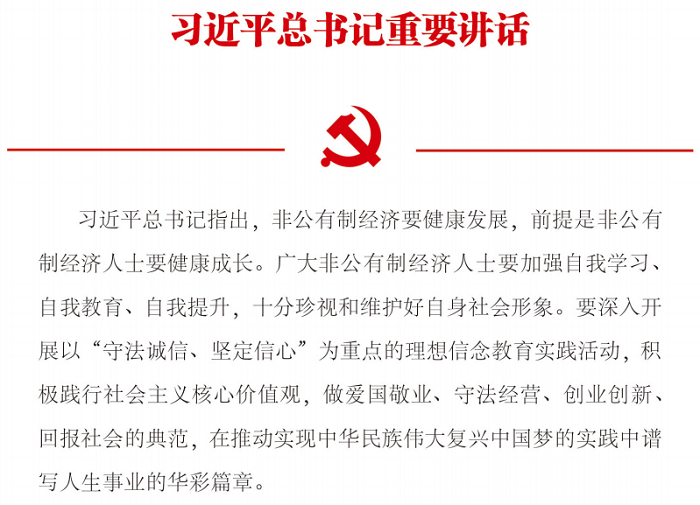 习近平总书记重要讲话
习近平总书记指出，非公有制经济要健康发展，前提是非公有
制经济人士要健康成长。广大非公有制经济人士要加强自我学习、
自我教育、自我提升，十分珍视和维护好自身社会形象。要深入开
展以“守法诚信、坚定信心”为重点的理想信念教育实践活动，积
极践行社会主义核心价值观，做爱国敬业、守法经营、创业创新、
回报社会的典范，在推动实现中华民族伟大复兴中国梦的实践中谱
写人生事业的华彩篇章。